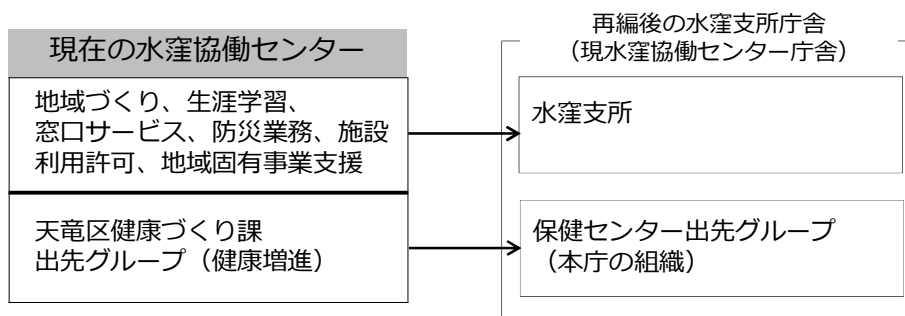 現在の水窪協働センター
地域づくり、生涯学習、
窓口サービス、防災業務、施設
利用許可、地域固有事業支援
天竜区健康づくり課
出先グループ（健康増進）
再編後の水窪支所庁舎
（現水窪協働センター庁舎）
水窪支所
保健センター出先グループ
（本庁の組織）